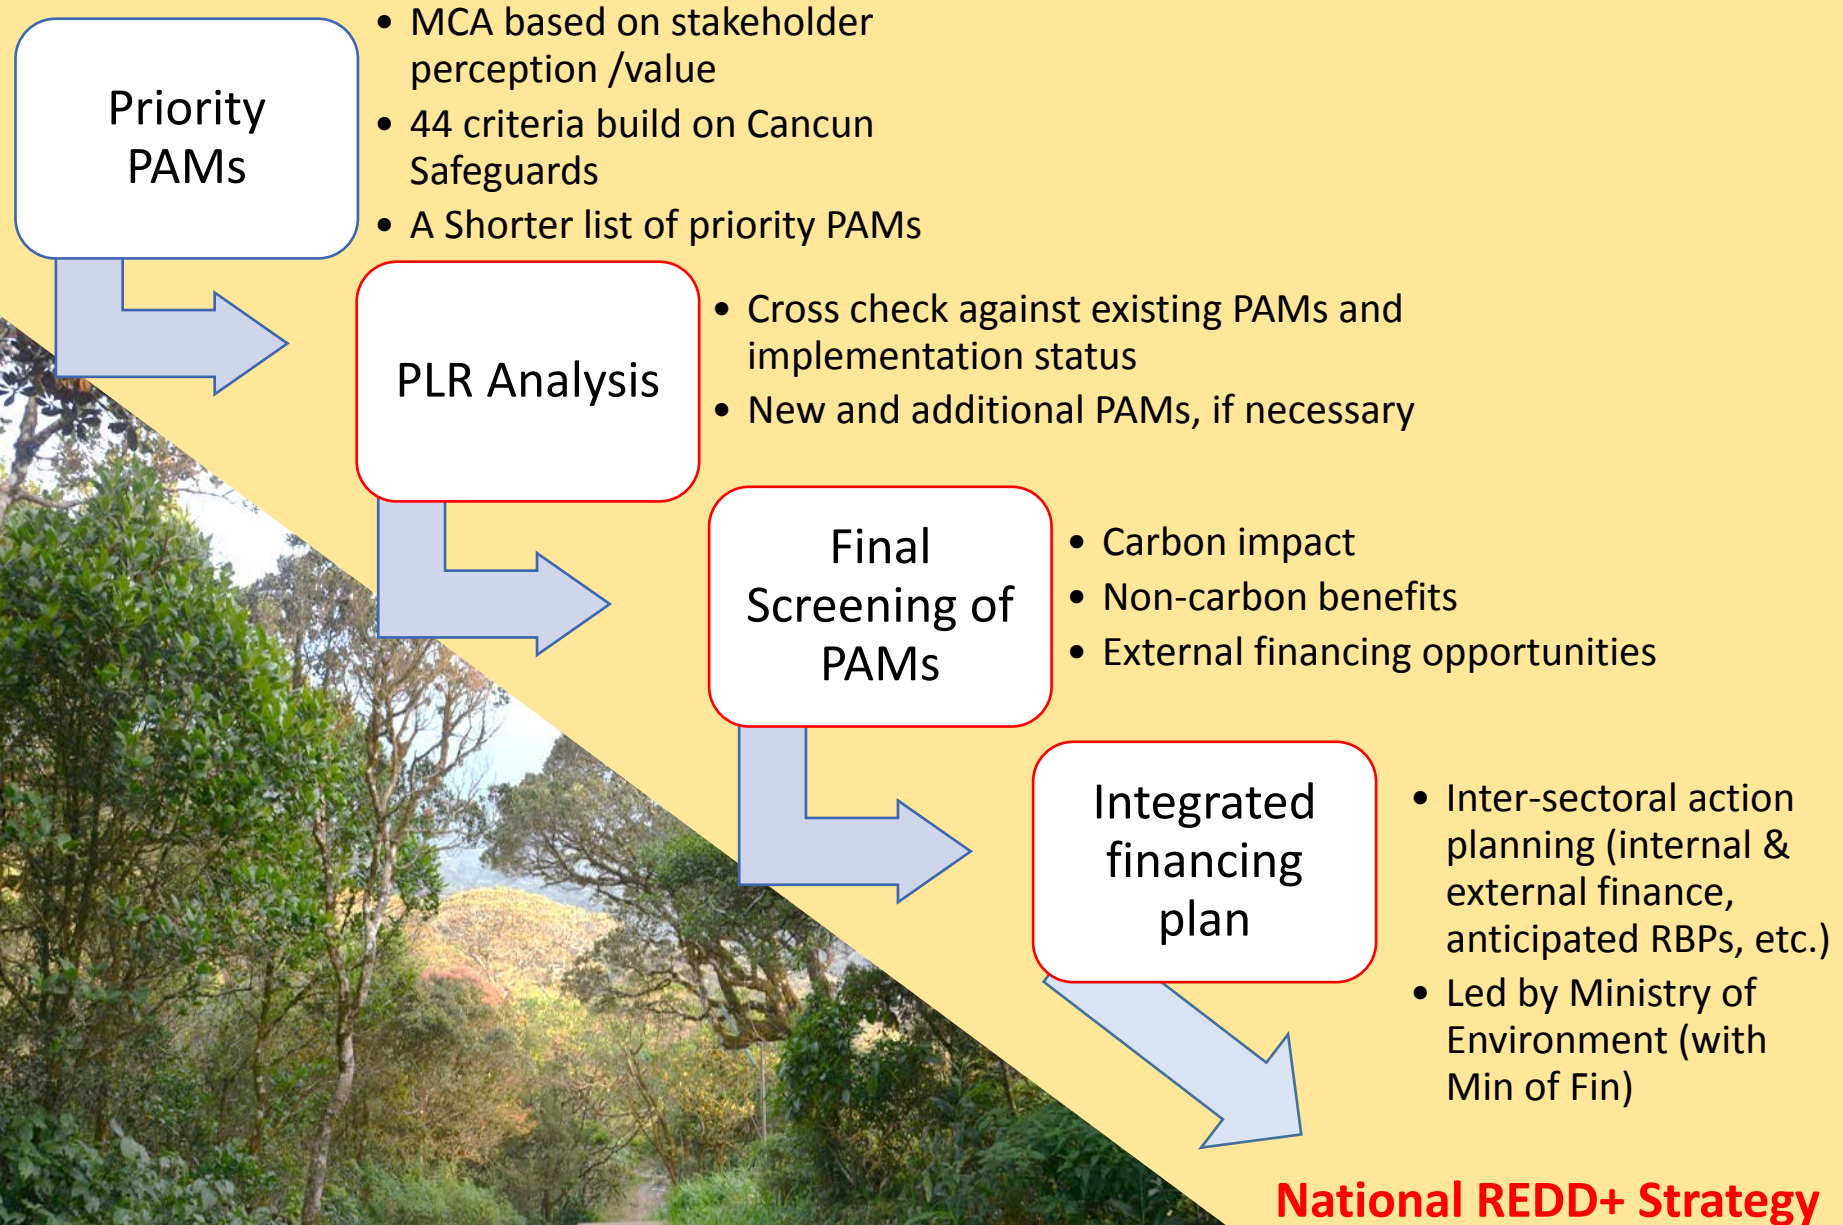 Priority
PAMs
• MCA based on stakeholder
perception /value
• 44 criteria build on Cancun
Safeguards
• A Shorter list of priority PAMs
PLR Analysis
• Cross check against existing PAMs and
implementation status
• New and additional PAMs, if necessary
Final
Screening of
PAMs
• Carbon impact
• Non-carbon benefits
• External financing opportunities
Integrated
financing
plan
• Inter-sectoral action
planning (internal &
external finance,
anticipated RBPs, etc.)
• Led by Ministry of
Environment (with
Min of Fin)
National REDD+ Strategy